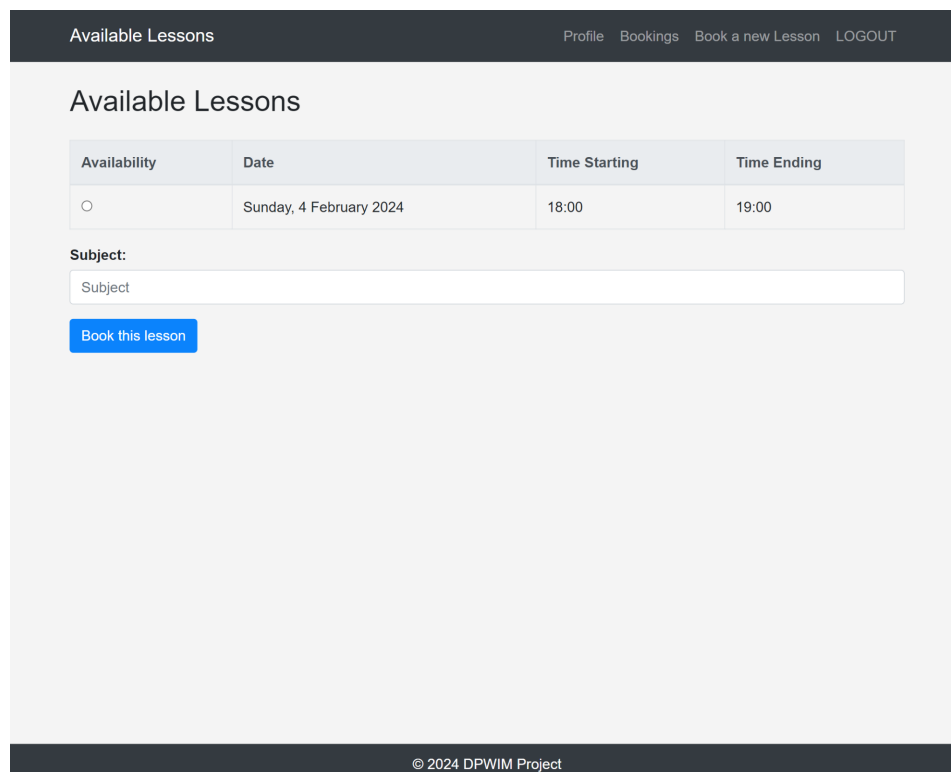 Available Lessons Profile Bookings Book a new Lesson LOGOUT
Available Lessons
Availability Date Time Starting Time Ending
Sunday, 4 February 2024 18:00 19:00
Subject:
Subject
Book this lesson
© 2024 DPWIM Project